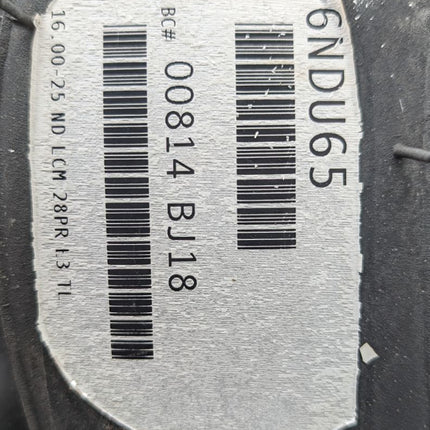 6NDU65
BC# 00814 BJ18
16.00-25 ND LCM 28PR L3 TL